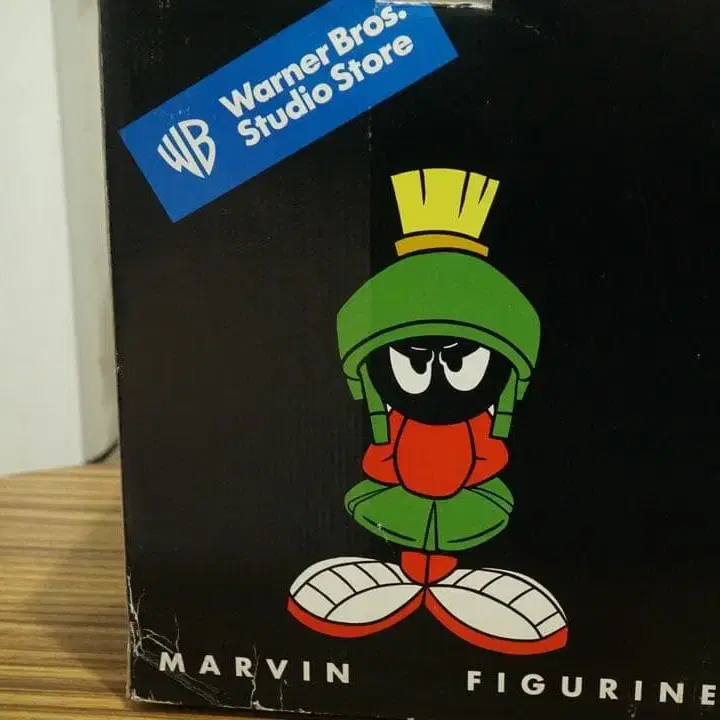 Warner Bros.
Studio Store
WB
MARVIN FIGURINE